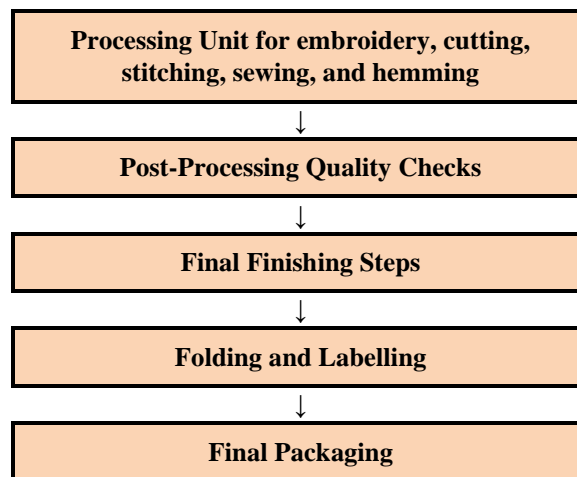 Processing Unit for embroidery, cutting,
stitching, sewing, and hemming
↓
Post-Processing Quality Checks
↓
Final Finishing Steps
↓
Folding and Labelling
↓
Final Packaging